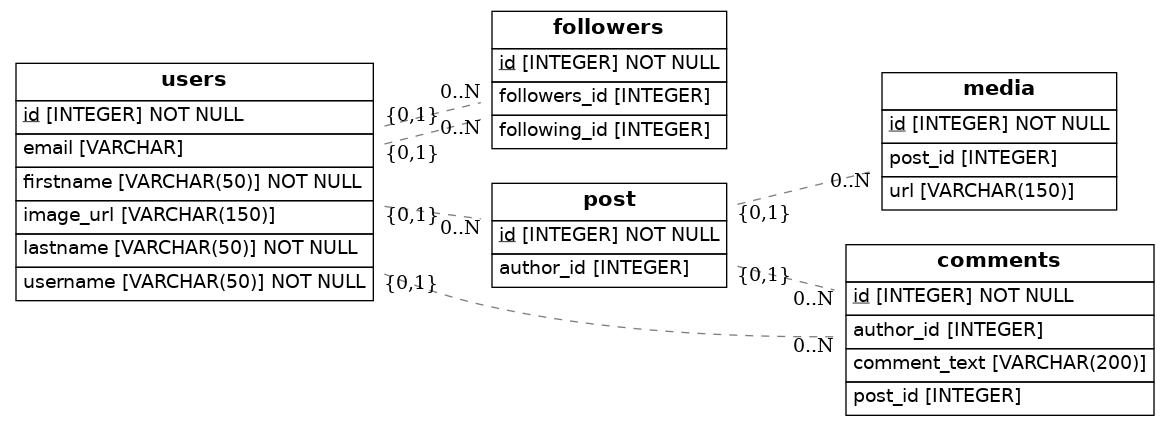 users
id [INTEGER] NOT NULL
email [VARCHAR]
firstname [VARCHAR(50)] NOT NULL
image_url [VARCHAR(150)]
lastname [VARCHAR(50)] NOT NULL
username [VARCHAR(50)] NOT NULL
followers
id [INTEGER] NOT NULL
followers_id [INTEGER]
following_id [INTEGER]
0..N
{0,1}
0..N
{0,1}
post
id [INTEGER] NOT NULL
author_id [INTEGER]
{0,1}
0..N
media
id [INTEGER] NOT NULL
post_id [INTEGER]
url [VARCHAR(150)]
0..N
{0,1}
comments
id [INTEGER] NOT NULL
author_id [INTEGER]
comment_text [VARCHAR(200)]
post_id [INTEGER]
{0,1}
0..N
{0,1}
0..N